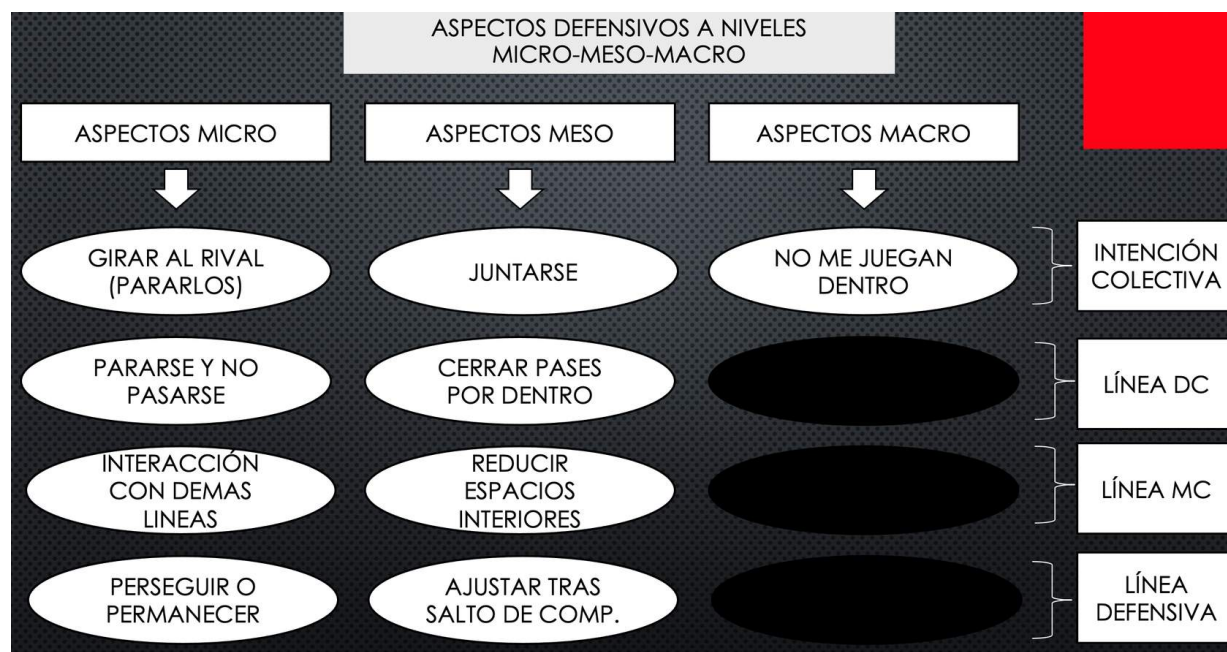 ASPECTOS DEFENSIVOS A NIVELES
MICRO-MESO-MACRO
ASPECTOS MICRO
ASPECTOS MESO
ASPECTOS MACRO
GIRAR AL RIVAL
(PARARLOS)
JUNTARSE
NO ME JUEGAN
DENTRO
INTENCIÓN
COLECTIVA
PARARSE Y NO
PASARSE
CERRAR PASES
POR DENTRO
LÍNEA DC
INTERACCIÓN
CON DEMAS
LINEAS
REDUCIR
ESPACIOS
INTERIORES
LÍNEA MC
PERSEGUIR O
PERMANECER
AJUSTAR TRAS
SALTO DE COMP.
LÍNEA
DEFENSIVA